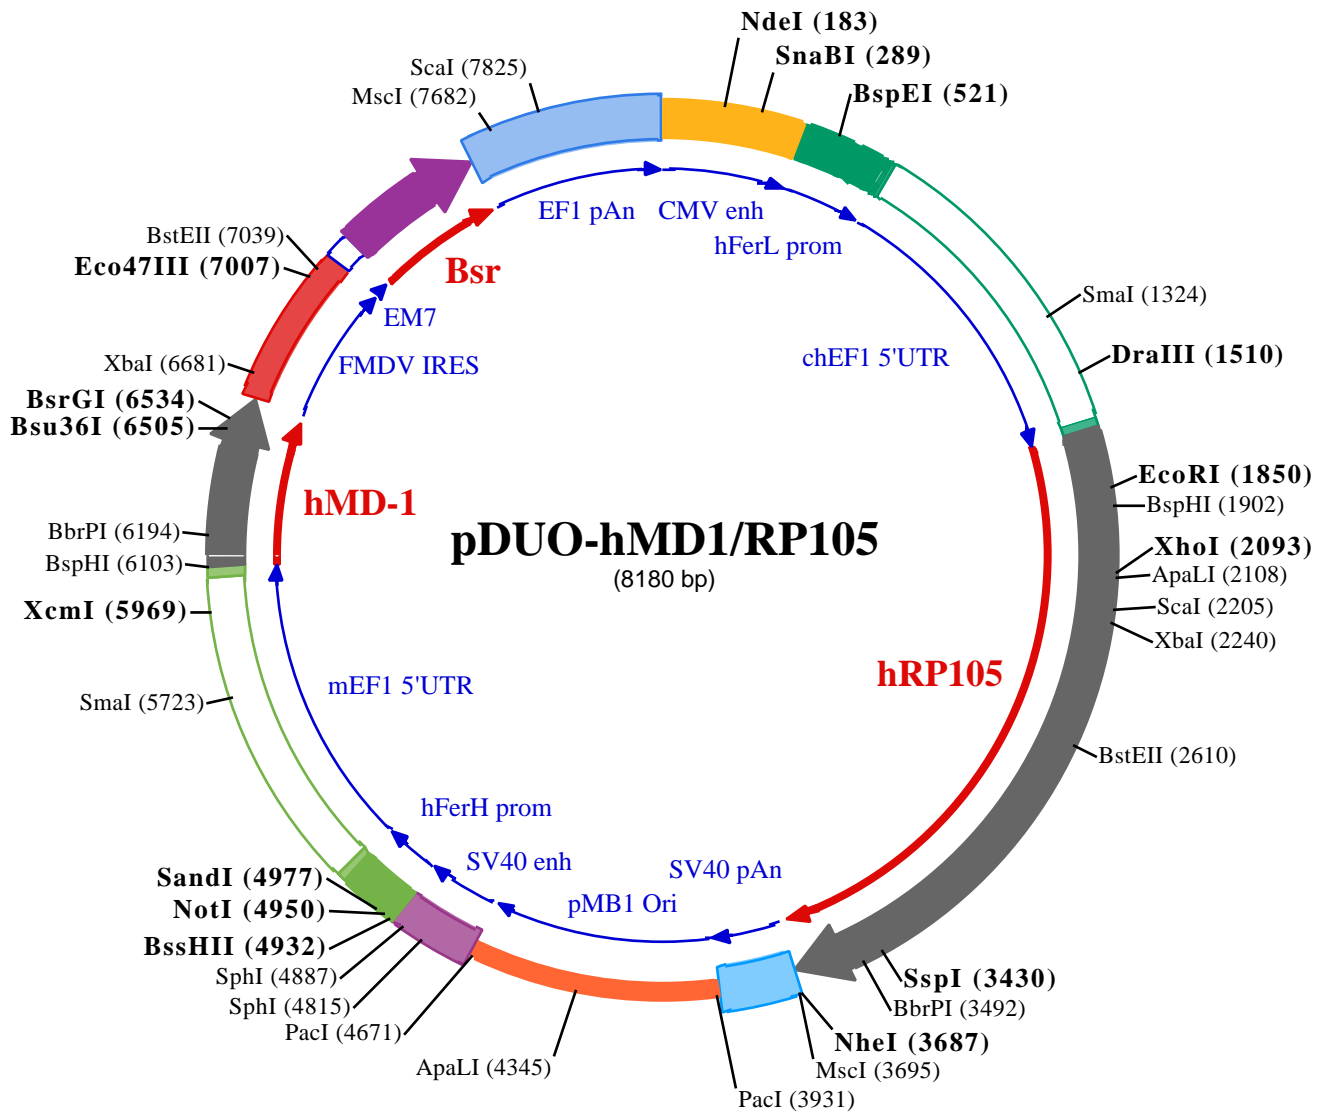 NdeI (183)
SnaBI (289)
BspEI (521)
ScaI (7825)
MscI (7682)
EF1 pAn
CMV enh
hFerL prom
BstEII (7039)
Eco47III (7007)
Bsr
EM7
SmaI (1324)
chEF1 5'UTR
DraIII (1510)
XbaI (6681)
FMDV IRES
BsrGI (6534)
Bsu36I (6505)
EcoRI (1850)
BspHI (1902)
hMD-1
BbrPI (6194)
BspHI (6103)
pDUO-hMD1/RP105
(8180 bp)
XhoI (2093)
ApaLI (2108)
ScaI (2205)
XbaI (2240)
XcmI (5969)
hRP105
mEF1 5'UTR
SmaI (5723)
BstEII (2610)
hFerH prom
SV40 enh
SV40 pAn
pMB1 Ori
SandI (4977)
NotI (4950)
BssHII (4932)
SphI (4887)
SphI (4815)
PacI (4671)
ApaLI (4345)
SspI (3430)
BbrPI (3492)
NheI (3687)
MscI (3695)
PacI (3931)